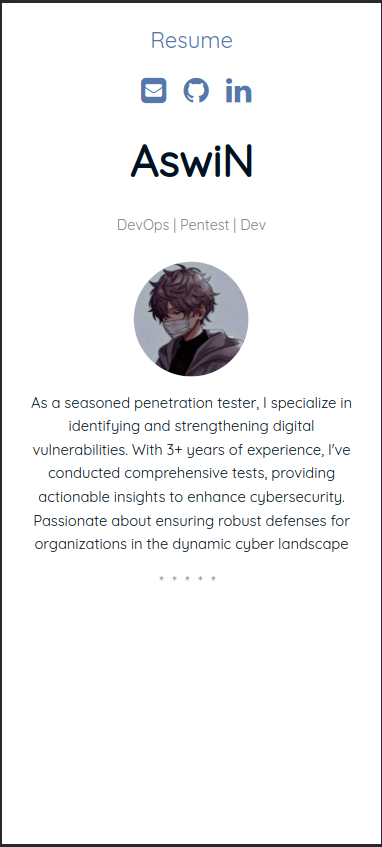 Resume
in
AswiN
DevOps | Pentest | Dev
As a seasoned penetration tester, I specialize in
identifying and strengthening digital
vulnerabilities. With 3+ years of experience, I've
conducted comprehensive tests, providing
actionable insights to enhance cybersecurity.
Passionate about ensuring robust defenses for
organizations in the dynamic cyber landscape
* * * * *